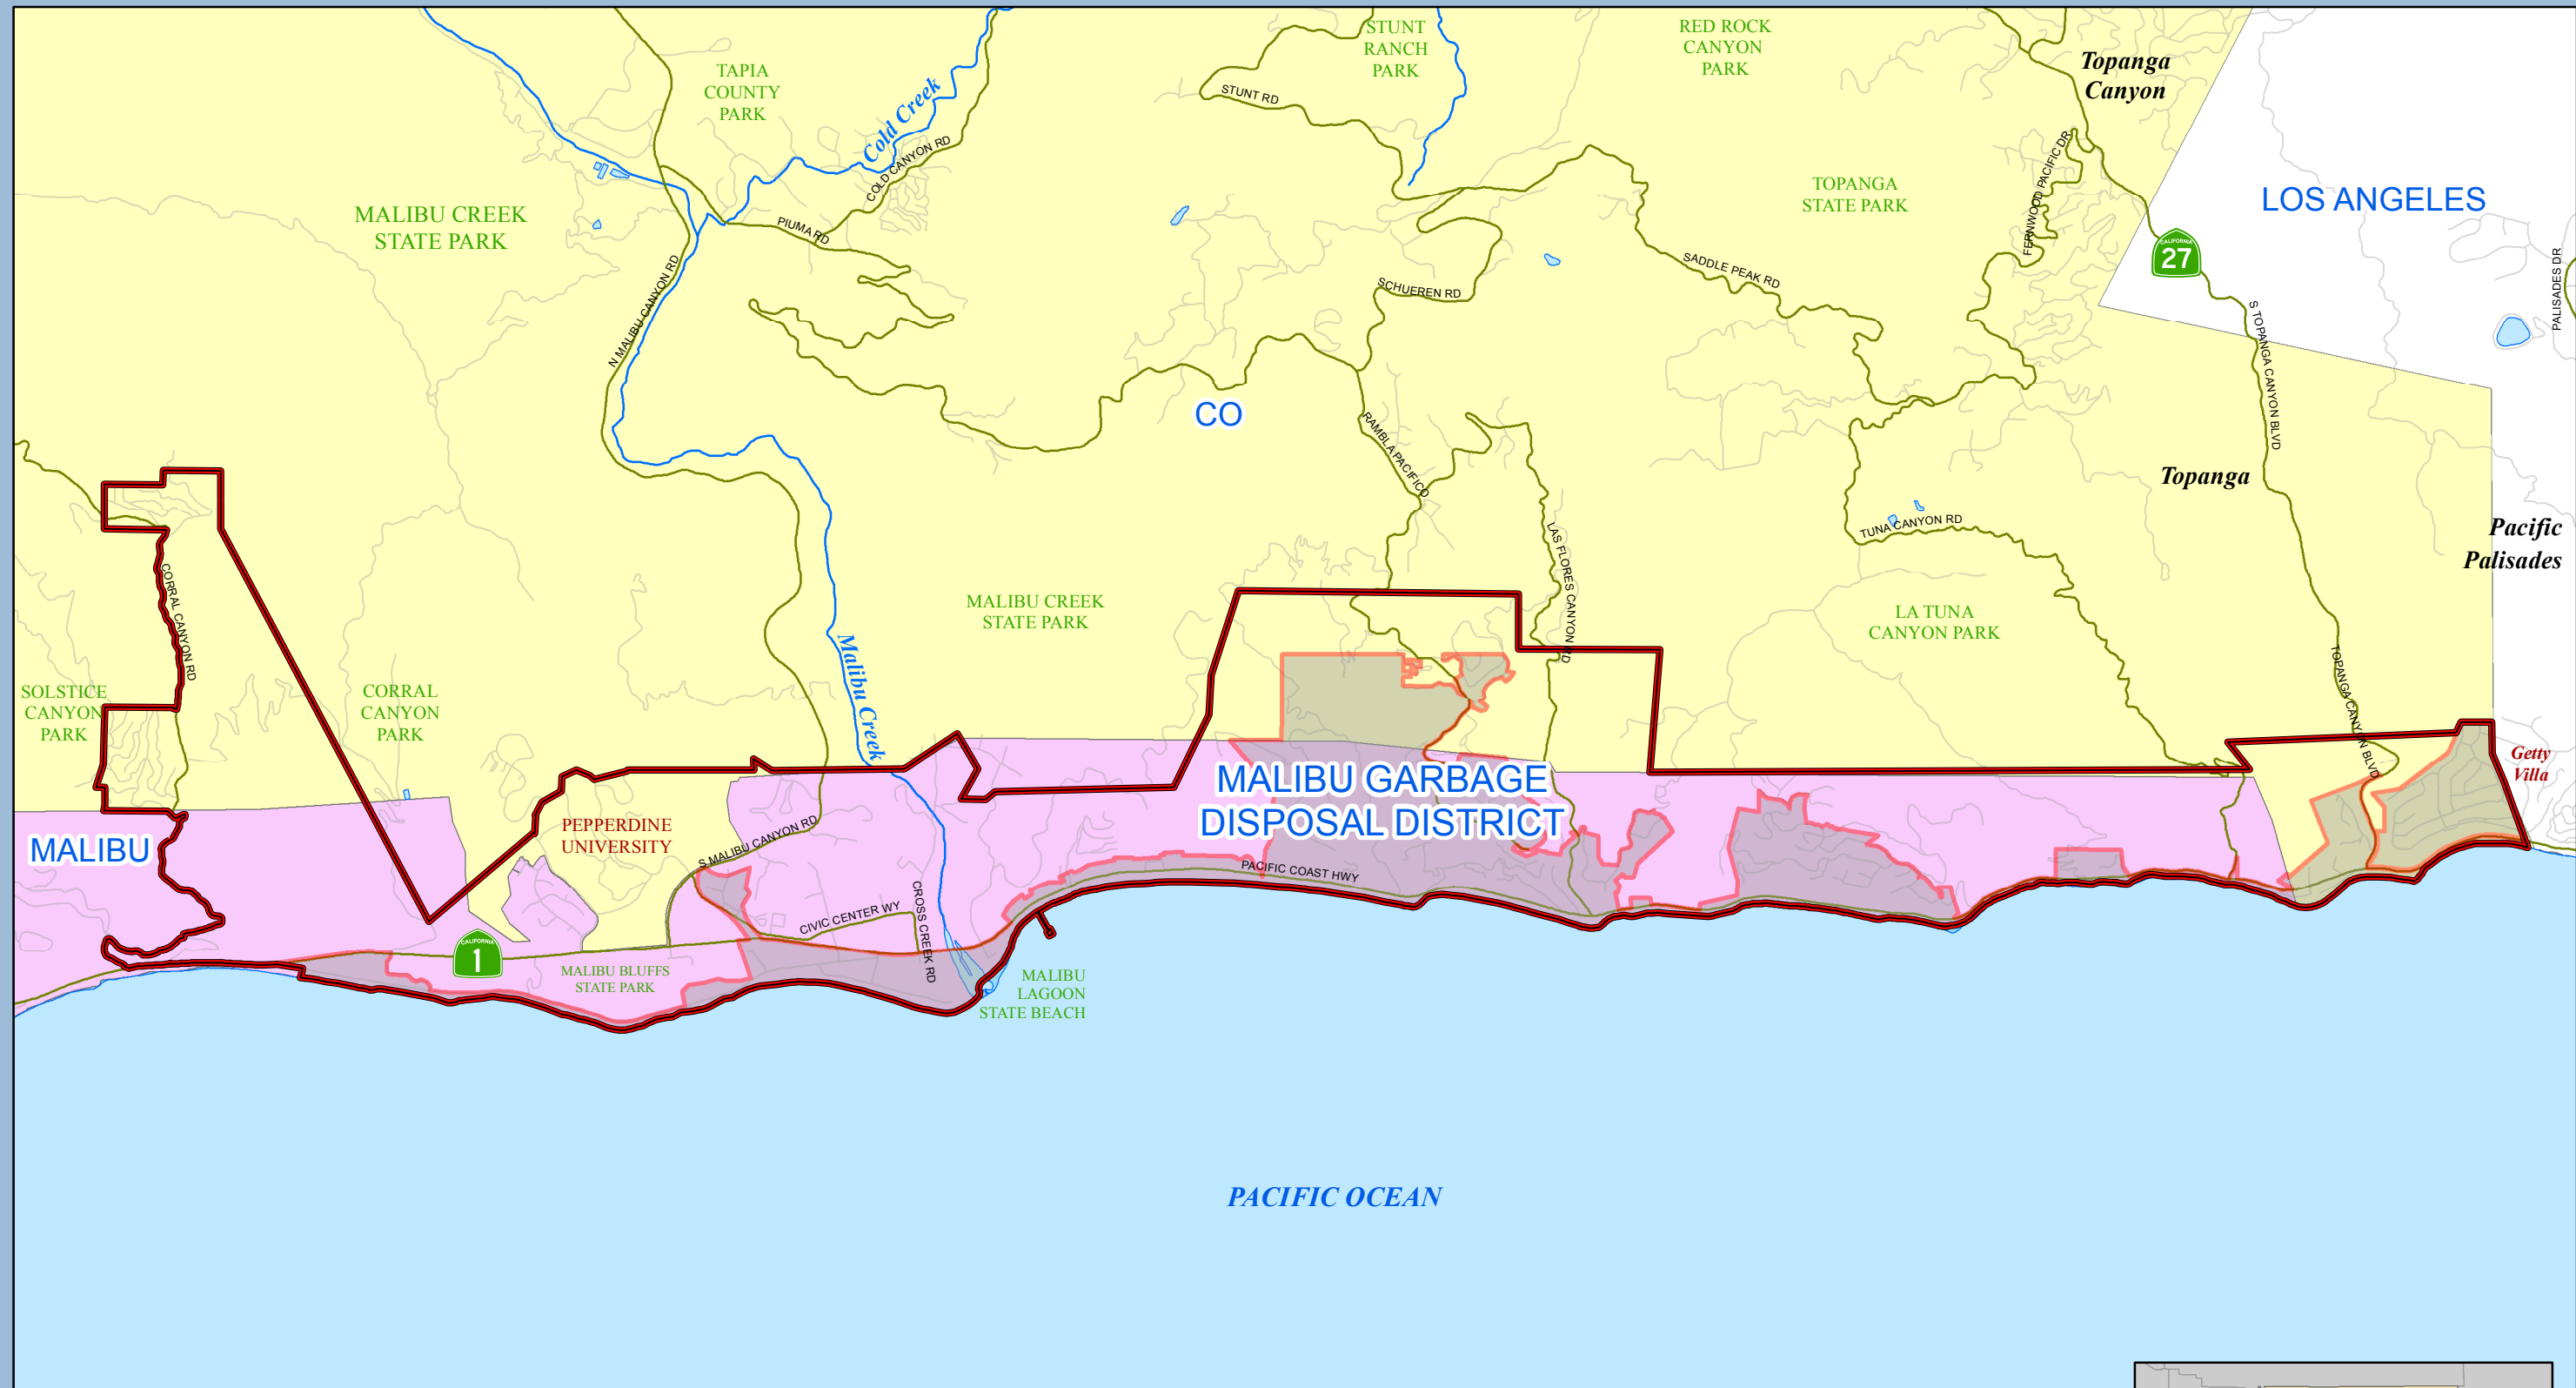 STUNT
RANCH
PARK
RED ROCK
CANYON
PARK
Topanga
Canyon
TAPIA
COUNTY
PARK
Cold Creek
STUNT RD
COLD CANYON RD
FERNWOOD PACIFIC DR
TOPANGA
STATE PARK
LOS ANGELES
MALIBU CREEK
STATE PARK
PIUMA RD
CALIFORNIA
27
N MALIBU CANYON RD
SCHUEREN RD
SADDLE PEAK RD
PALISADES DR
S TOPANGA CANYON BLVD
CO
RAMBLA PACIFICO
Topanga
TUNA CANYON RD
Pacific
Palisades
LAS FLORES CANYON RD
CORRAL CANYON RD
MALIBU CREEK
STATE PARK
LA TUNA
CANYON PARK
Malibu Creek
TOPANGA CANYON BLVD
SOLSTICE
CANYON
PARK
CORRAL
CANYON
PARK
Getty
Villa
MALIBU GARBAGE
DISPOSAL DISTRICT
MALIBU
PEPPERDINE
UNIVERSITY
S MALIBU CANYON RD
PACIFIC COAST HWY
CIVIC CENTER WY
CROSS CREEK RD
CALIFORNIA
1
MALIBU BLUFFS
STATE PARK
MALIBU
LAGOON
STATE BEACH
PACIFIC OCEAN